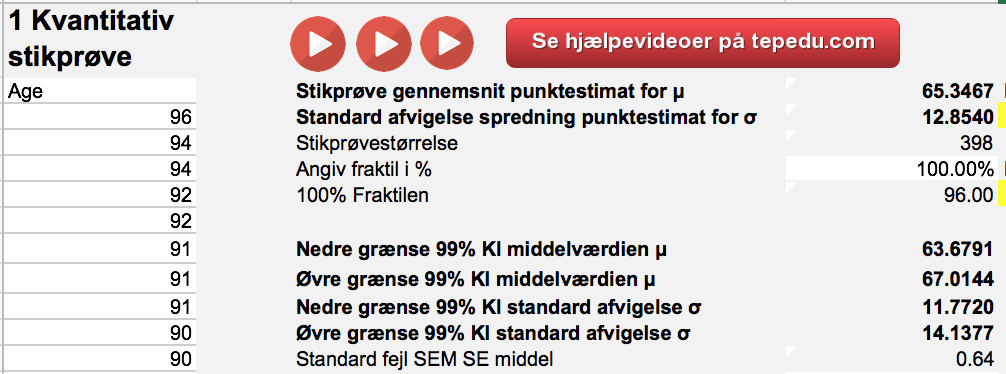 1 Kvantitativ
stikprøve
Se hjælpevideoer på tepedu.com
Age
Stikprøve gennemsnit punktestimat for μ 65.3467
96 Standard afvigelse spredning punktestimat for σ 12.8540
94 Stikprøvestørrelse 398
94 Angiv fraktil i % 100.00%
92 100% Fraktilen 96.00
92
91 Nedre grænse 99% KI middelværdien μ 63.6791
91 Øvre grænse 99% KI middelværdien μ 67.0144
91 Nedre grænse 99% KI standard afvigelse σ 11.7720
90 Øvre grænse 99% KI standard afvigelse σ 14.1377
90 Standard fejl SEM SE middel 0.64